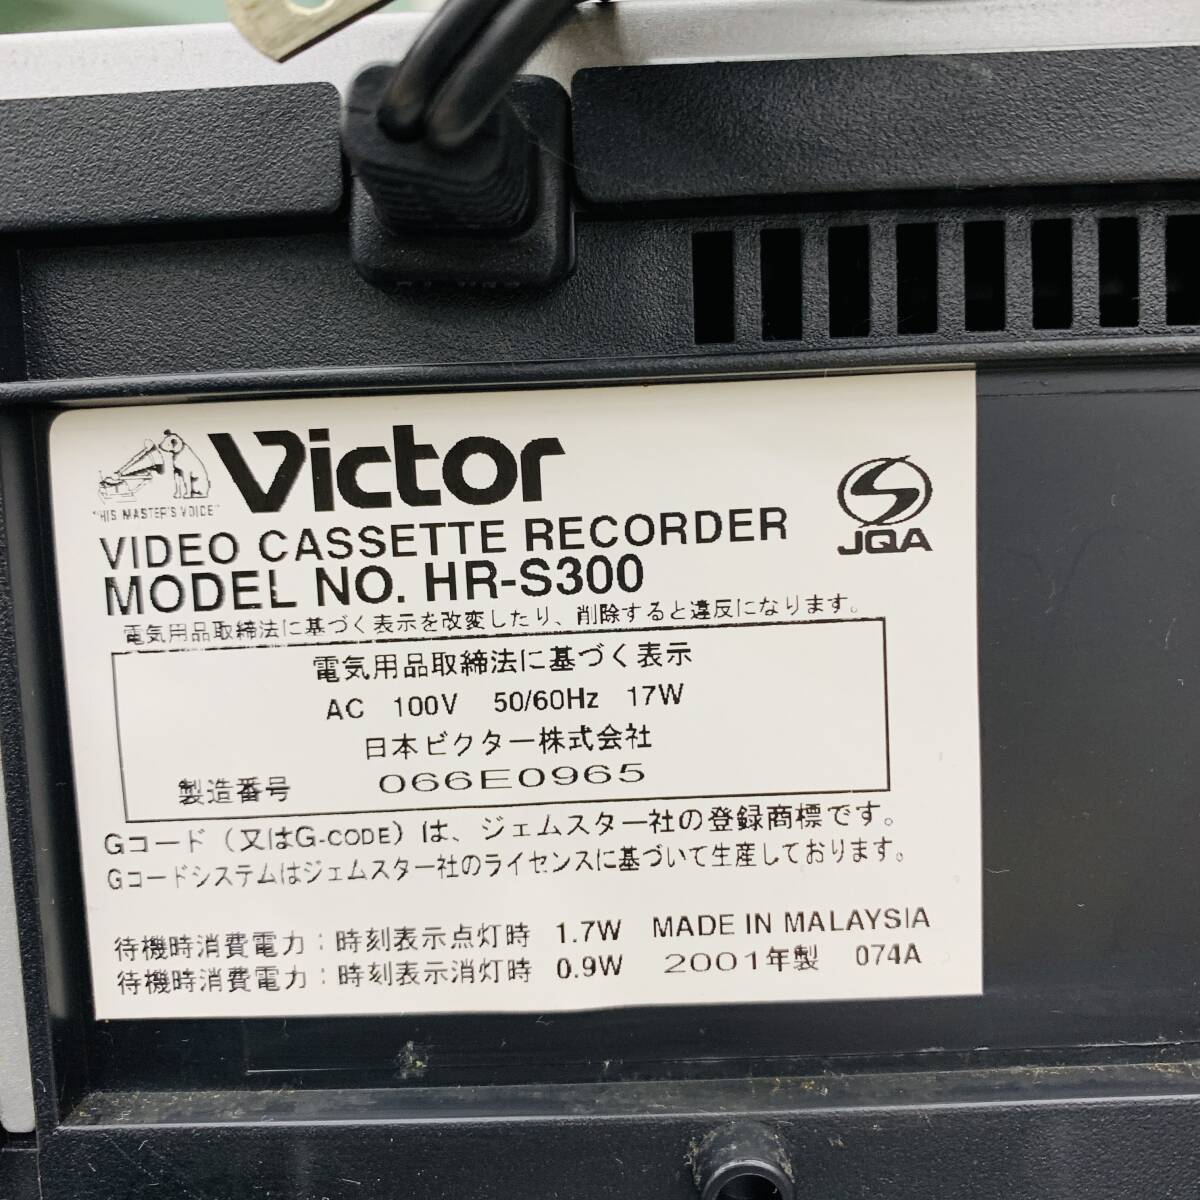 Victor
"HIS MASTER'S VOICE"
JQA
VIDEO CASSETTE RECORDER
MODEL NO. HR-S300
電気用品取締法に基づく表示を改変したり、削除すると違反になります。
電気用品取締法に基づく表示
AC 100V 50/60Hz 17W
日本ビクター株式会社
製造番号 066E0965
Gコード(又はG-CODE)は、ジェムスター社の登録商標です。
Gコードシステムはジェムスター社のライセンスに基づいて生産しております。
待機時消費電力:時刻表示点灯時 1.7W MADE IN MALAYSIA
待機時消費電力:時刻表示消灯時 0.9W 2001年製 074A